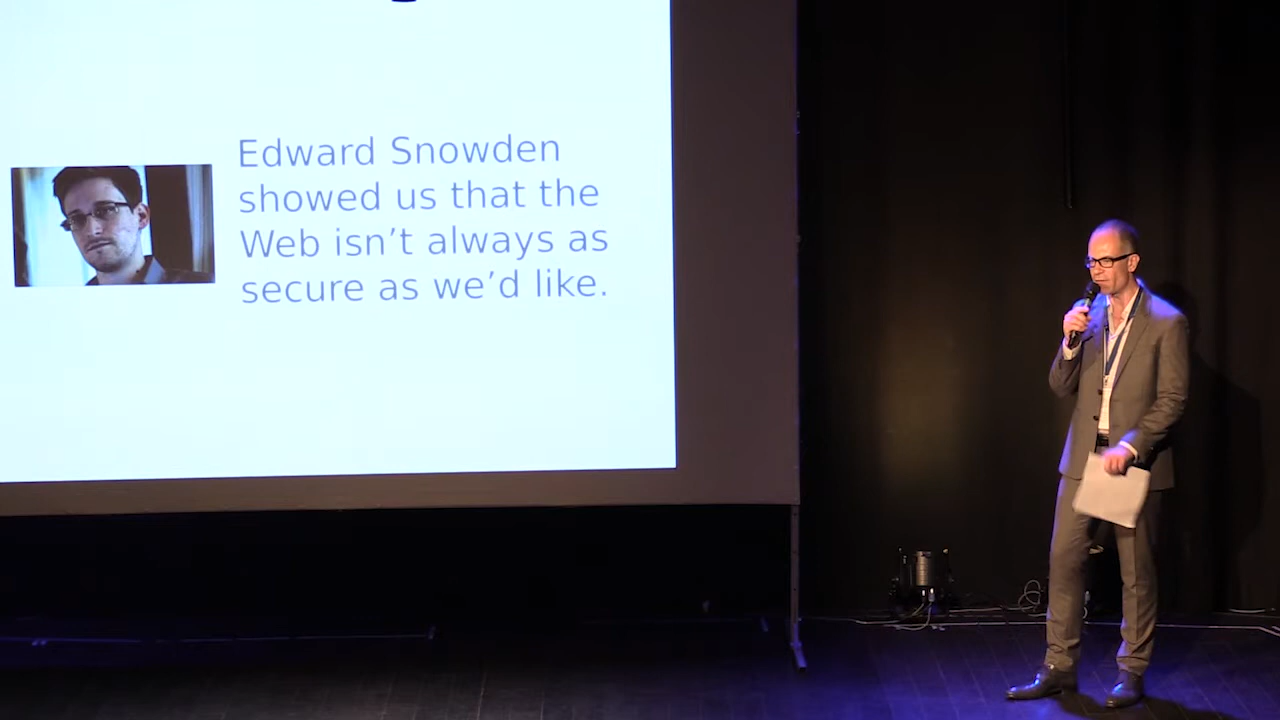 Edward Snowden
showed us that the
Web isn’t always as
secure as we’d like.